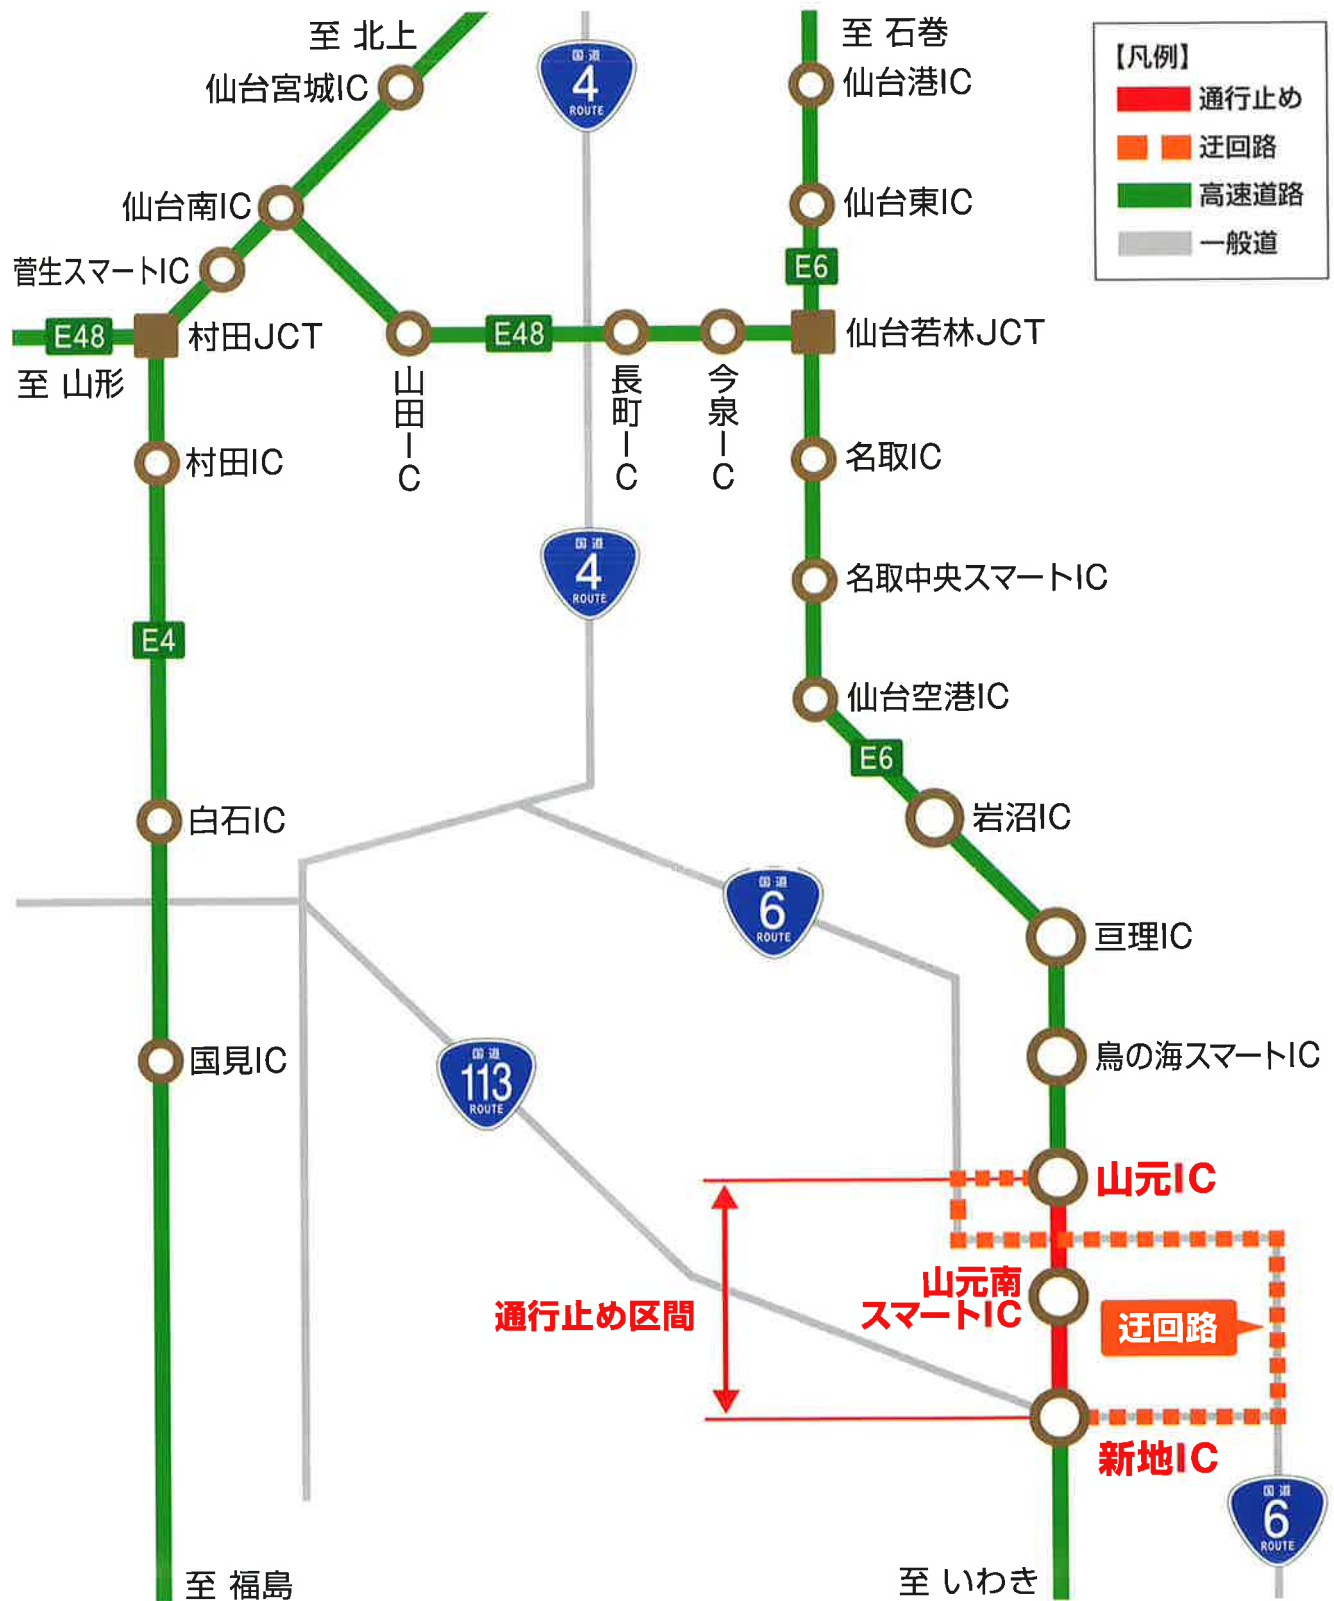 至 北上
仙台宮城IC
国道
4
ROUTE
至 石巻
仙台港IC
【凡例】
通行止め
迂回路
高速道路
一般道
仙台南IC
仙台東IC
菅生スマートIC
E6
E48
村田JCT
E48
仙台若林JCT
至 山形
山田IC
長町IC
今泉IC
村田IC
名取IC
国道
4
ROUTE
名取中央スマートIC
E4
仙台空港IC
E6
白石IC
岩沼IC
国道
6
ROUTE
亘理IC
国見IC
国道
113
ROUTE
鳥の海スマートIC
山元IC
山元南
スマートIC
通行止め区間
迂回路
新地IC
国道
6
ROUTE
至 福島
至 いわき